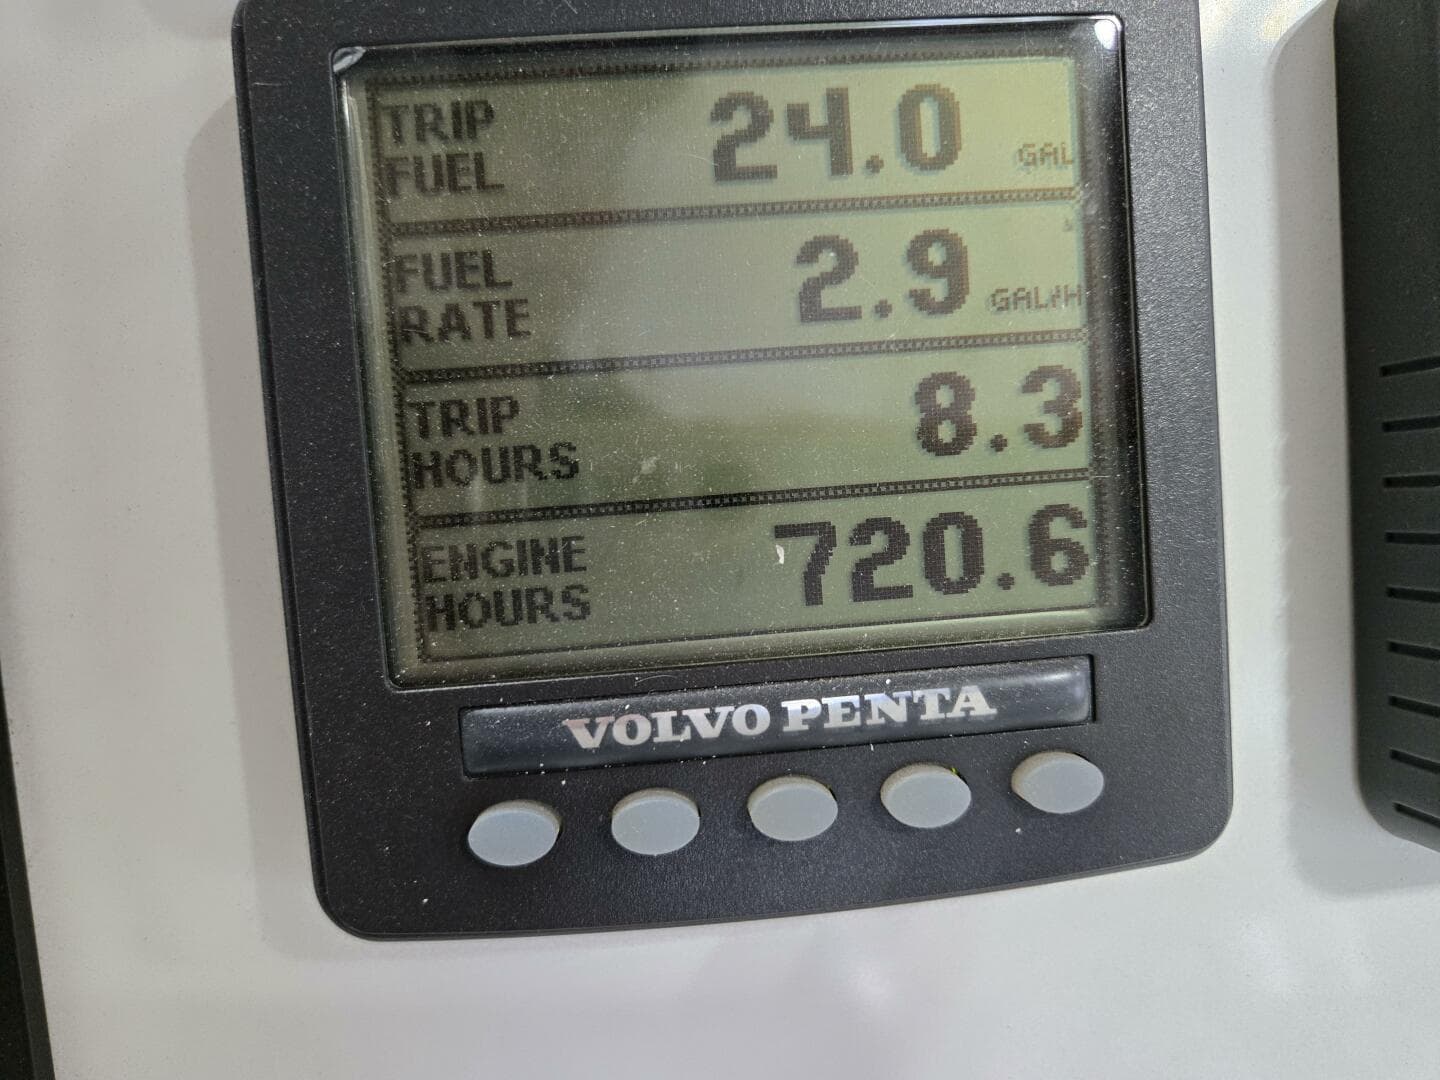 TRIP FUEL 24.0 GAL
FUEL RATE 2.9 GAL/H
TRIP HOURS 8.3
ENGINE HOURS 720.6
VOLVO PENTA